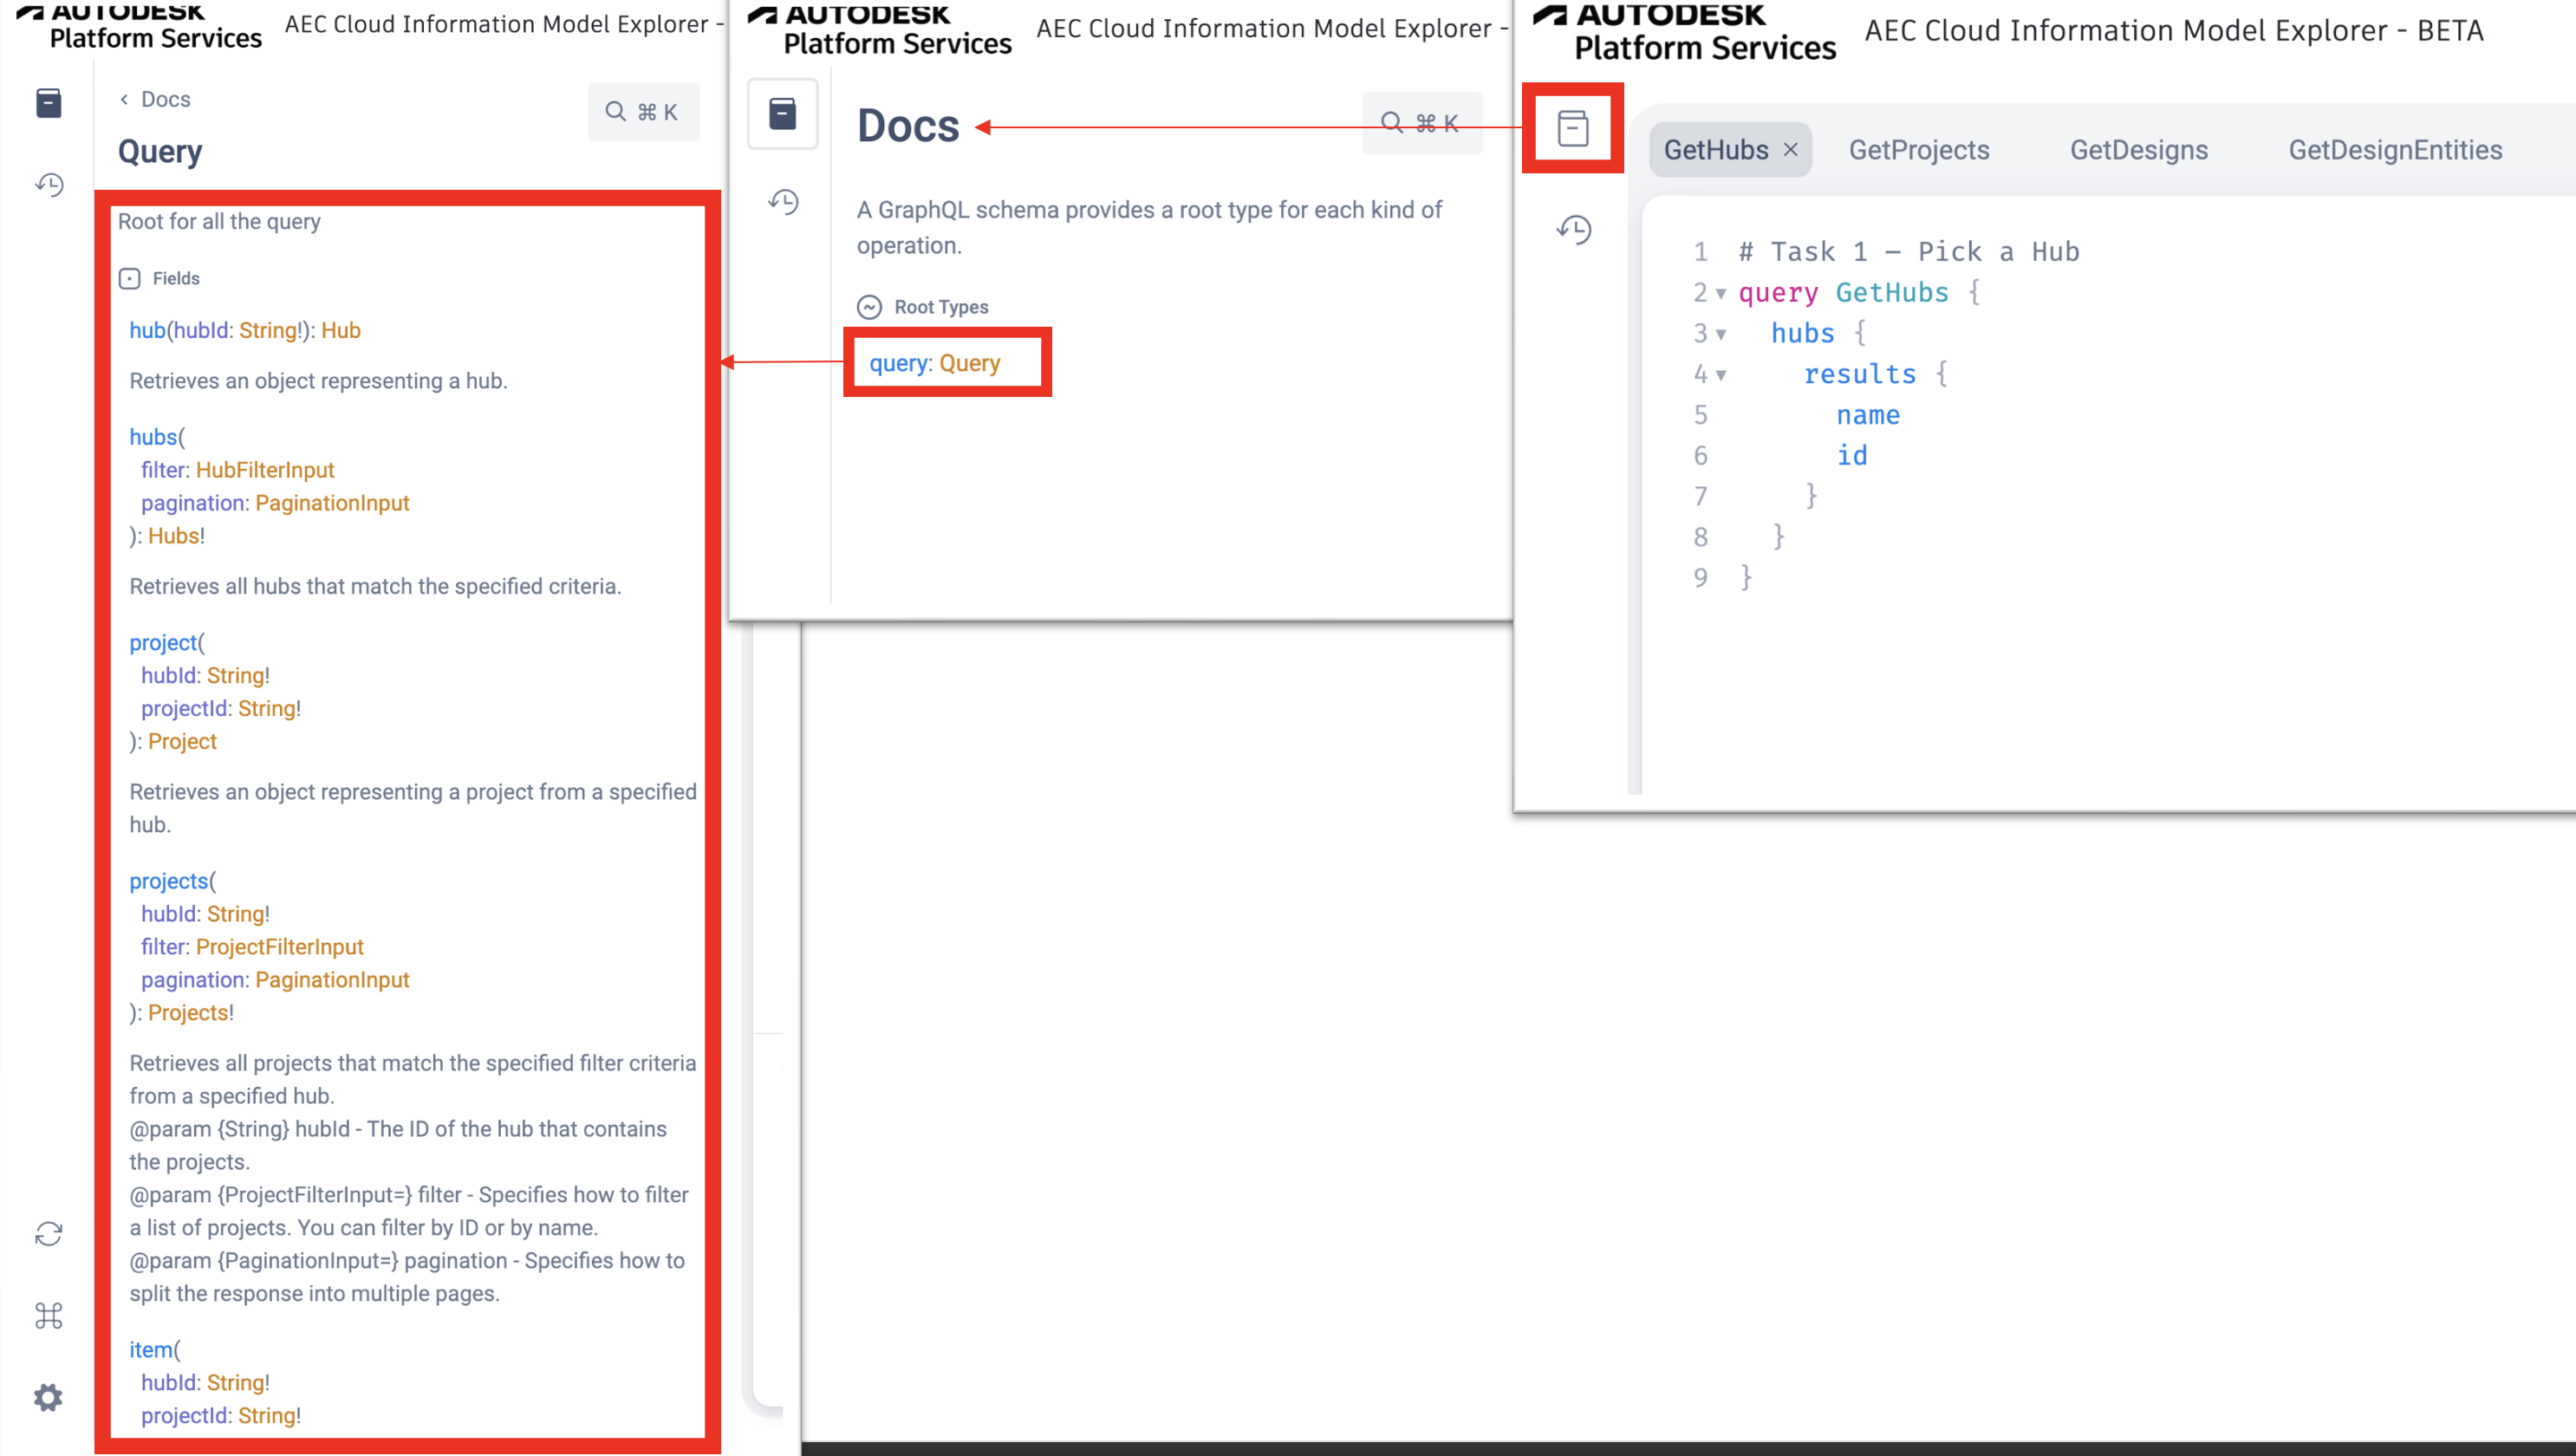 AUTODESK
Platform Services
AEC Cloud Information Model Explorer -
‹ Docs
⌘ K
Query
Root for all the query
Fields
hub(hubId: String!): Hub
Retrieves an object representing a hub.
hubs(
filter: HubFilterInput
pagination: PaginationInput
): Hubs!
Retrieves all hubs that match the specified criteria.
project(
hubId: String!
projectId: String!
): Project
Retrieves an object representing a project from a specified
hub.
projects(
hubId: String!
filter: ProjectFilterInput
pagination: PaginationInput
): Projects!
Retrieves all projects that match the specified filter criteria
from a specified hub.
@param {String} hubId - The ID of the hub that contains
the projects.
@param {ProjectFilterInput=} filter - Specifies how to filter
a list of projects. You can filter by ID or by name.
@param {PaginationInput=} pagination - Specifies how to
split the response into multiple pages.
item(
hubId: String!
projectId: String!
AUTODESK
Platform Services
AEC Cloud Information Model Explorer -
Docs
⌘ K
A GraphQL schema provides a root type for each kind of
operation.
Root Types
query: Query
AUTODESK
Platform Services
AEC Cloud Information Model Explorer - BETA
GetHubs × GetProjects GetDesigns GetDesignEntities
1 # Task 1 – Pick a Hub
2 query GetHubs {
3 hubs {
4 results {
5 name
6 id
7 }
8 }
9 }